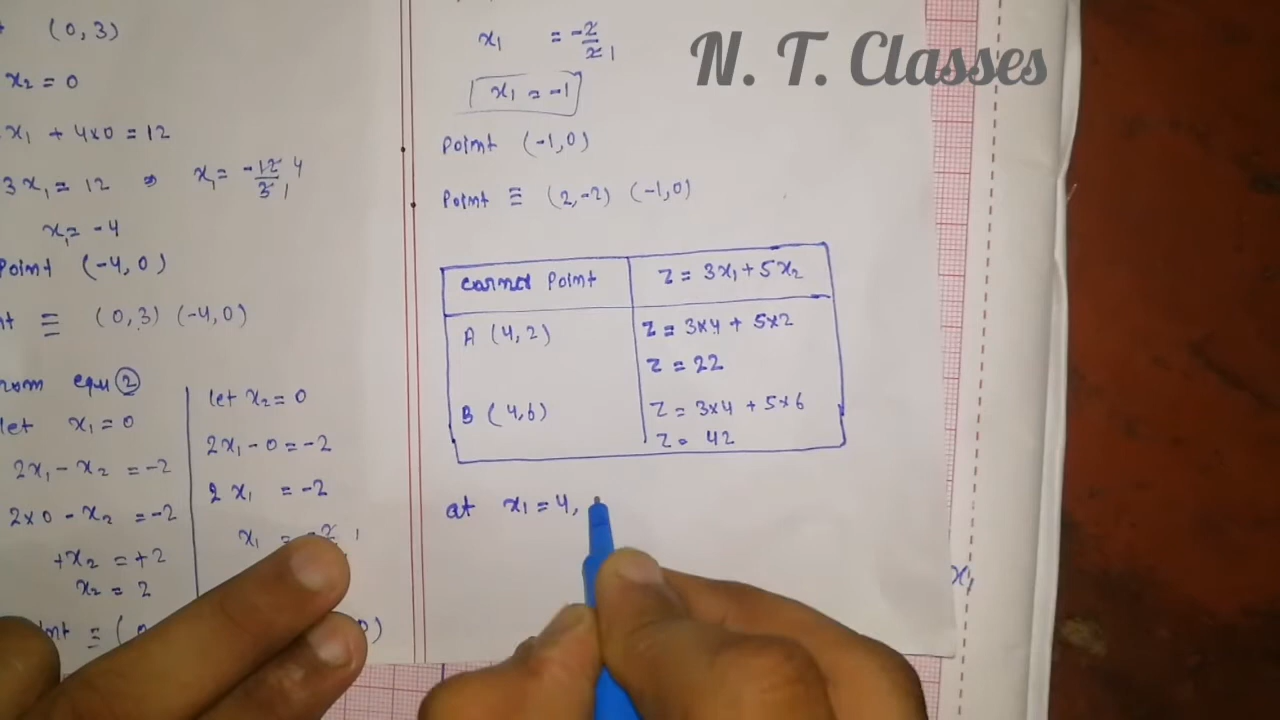 (0,3)
x₂ = 0
x₁ + 4×0 = 12
3x₁ = 12 ⇒ x₁ = -12/3 4 1
x₁ = -4
Point (-4,0)
≡ (0,3) (-4,0)
equ ②
let x₁ = 0
2x₁ - x₂ = -2
2×0 - x₂ = -2
+x₂ = +2
x₂ = 2
let x₂ = 0
2x₁ - 0 = -2
2x₁ = -2
x₁ =
x₁ = -2/2 1
x₁ = -1
Point (-1,0)
Point ≡ (2,-2) (-1,0)
Point Z = 3x₁ + 5x₂
A (4,2) Z = 3×4 + 5×2
Z = 22
B (4,6) Z = 3×4 + 5×6
Z = 42
at x₁ = 4,
x₁
N. T. Classes